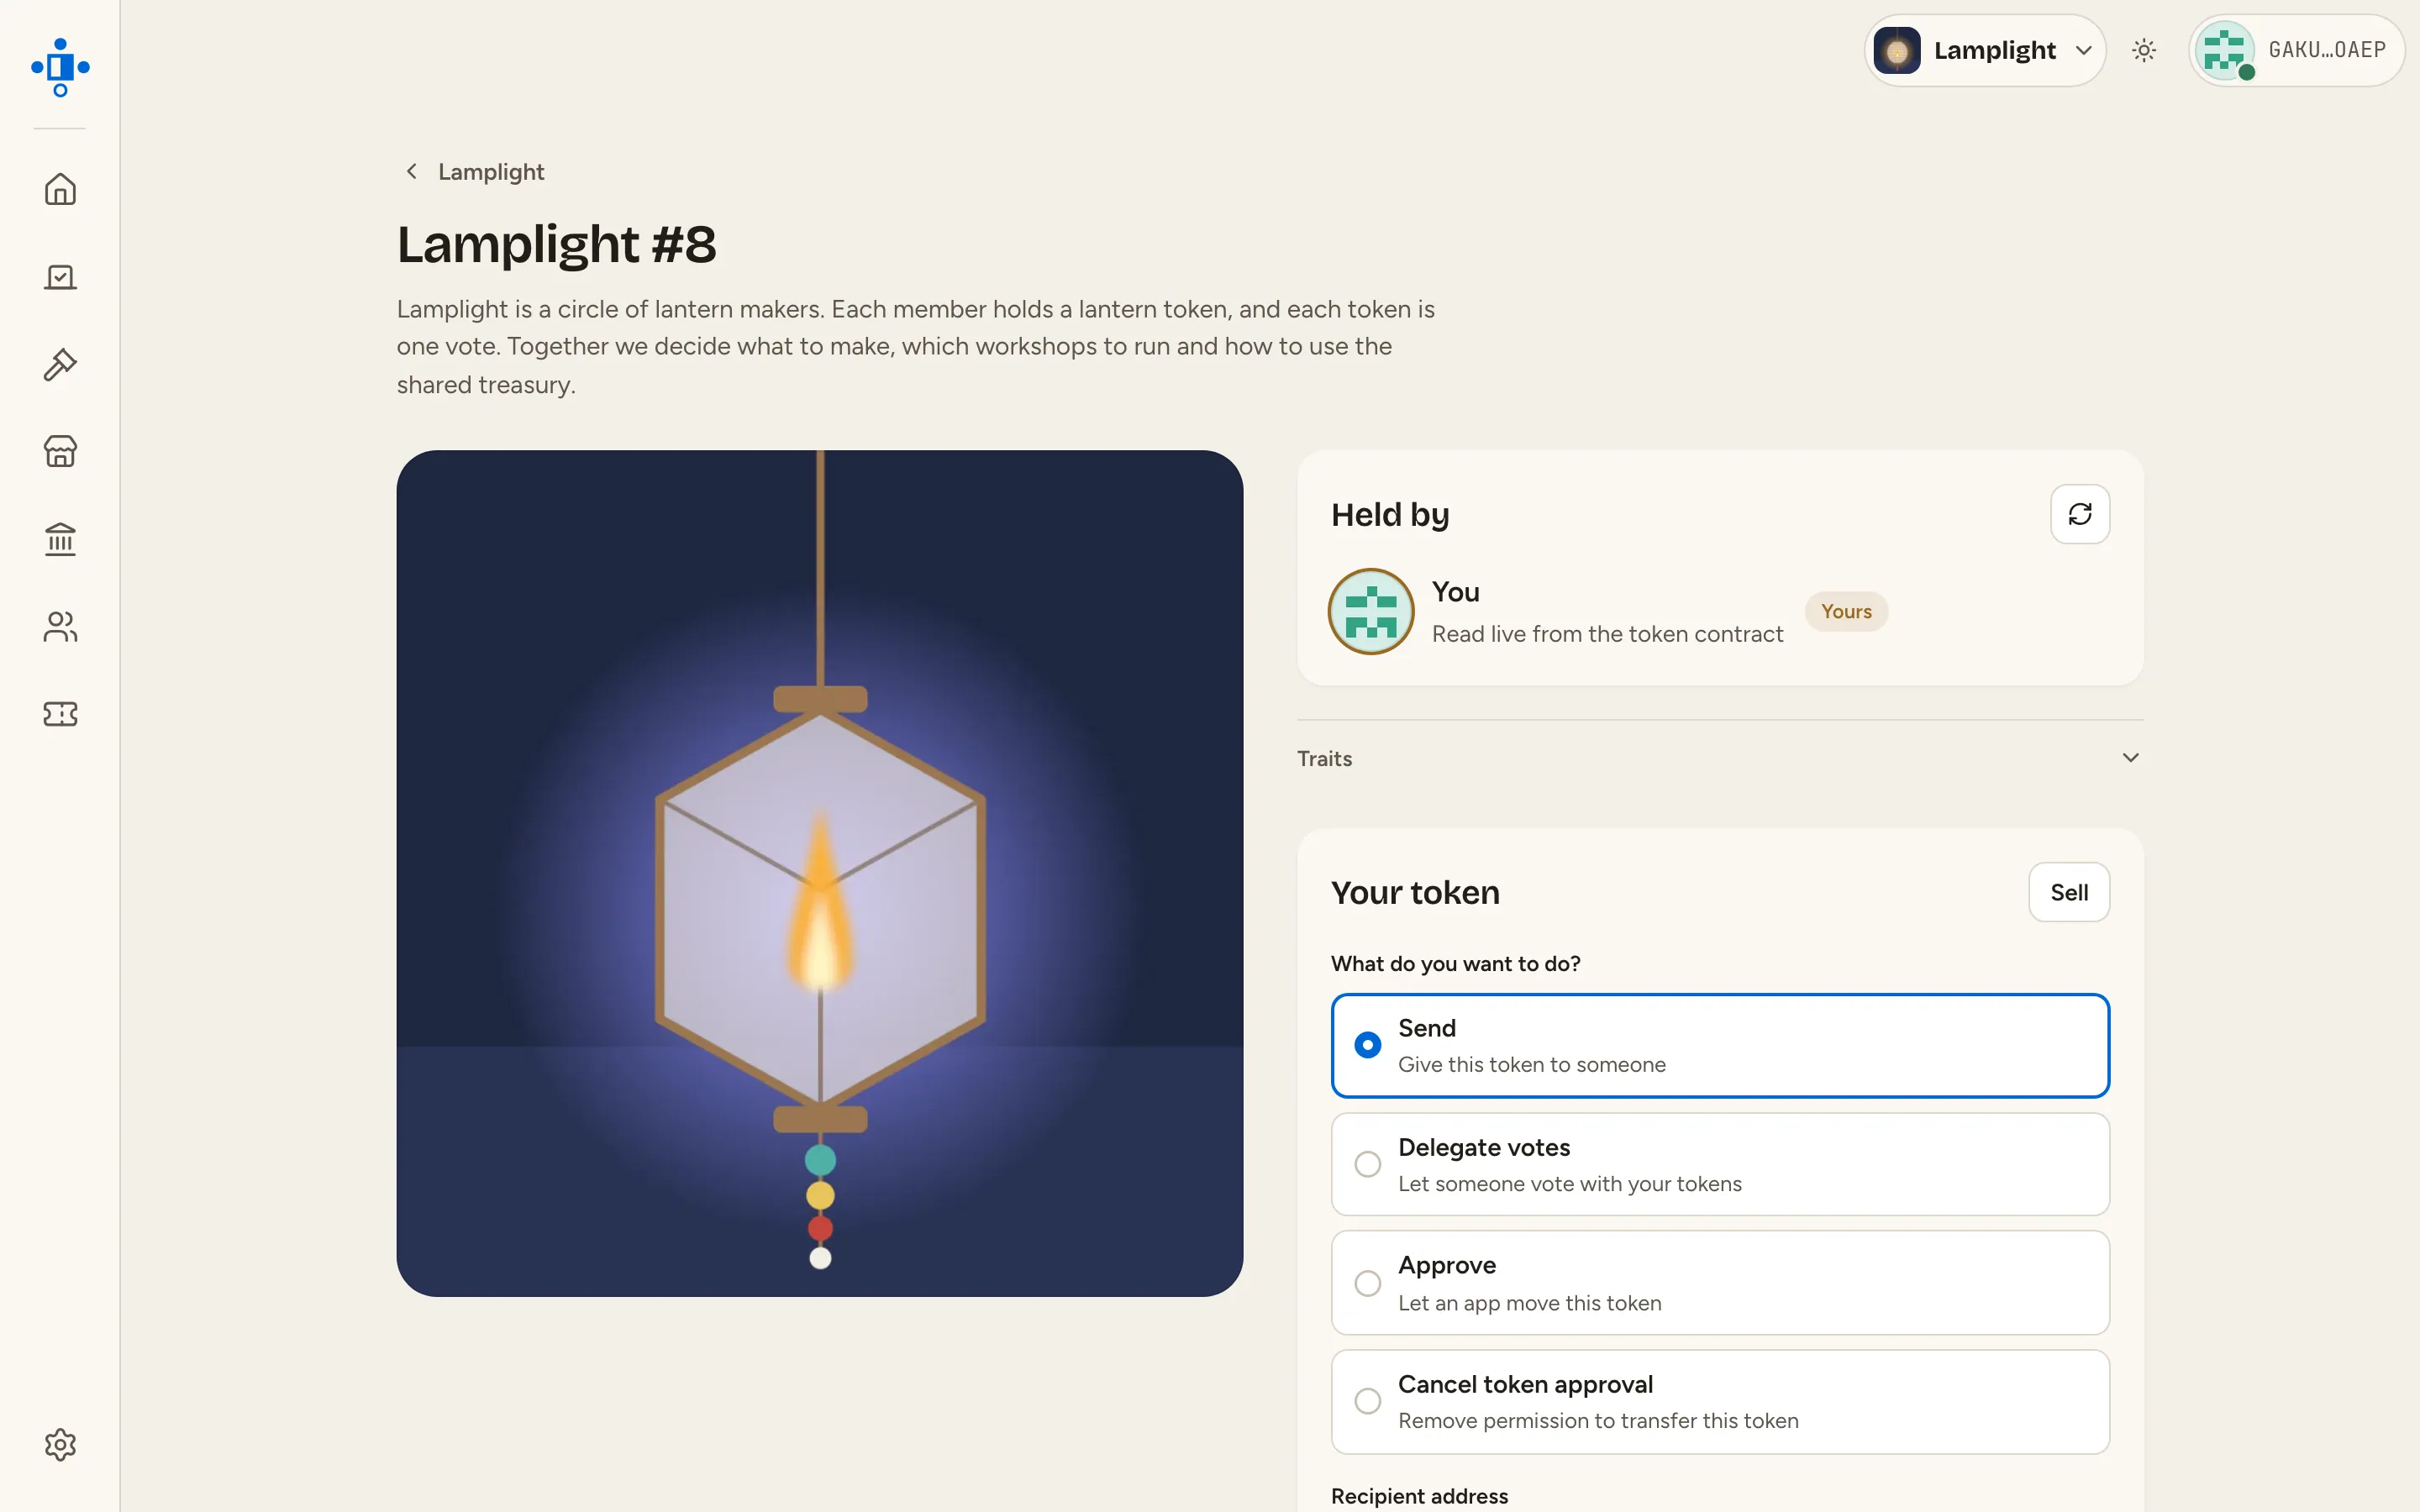 Lamplight
GAKU…OAEP
Lamplight
Lamplight #8
Lamplight is a circle of lantern makers. Each member holds a lantern token, and each token is
one vote. Together we decide what to make, which workshops to run and how to use the
shared treasury.
Held by
You
Read live from the token contract
Yours
Traits
Your token
Sell
What do you want to do?
Send
Give this token to someone
Delegate votes
Let someone vote with your tokens
Approve
Let an app move this token
Cancel token approval
Remove permission to transfer this token
Recipient address